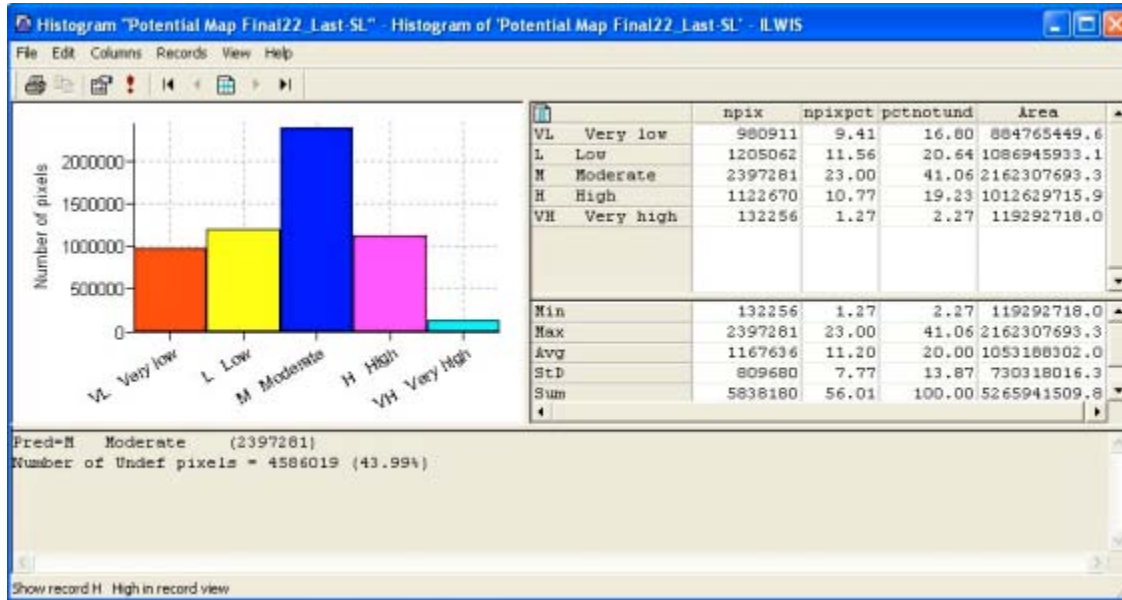 Histogram "Potential Map Final22_Last-SL" - Histogram of 'Potential Map Final22_Last-SL' - ILWIS
File Edit Columns Records View Help
Number of pixels
2000000
1500000
1000000
500000
0
VL Very low
L Low
M Moderate
H High
VH Very high
npix npixpct pctnotund Area
VL Very low 980911 9.41 16.80 884765449.6
L Low 1205062 11.56 20.64 1086945933.1
M Moderate 2397281 23.00 41.06 2162307693.3
H High 1122670 10.77 19.23 1012629715.9
VH Very high 132256 1.27 2.27 119292718.0
Min 132256 1.27 2.27 119292718.0
Max 2397281 23.00 41.06 2162307693.3
Avg 1167636 11.20 20.00 1053188302.0
StD 809680 7.77 13.87 730318016.3
Sum 5838180 56.01 100.00 5265941509.8
Pred=M Moderate (2397281)
Number of Undef pixels = 4586019 (43.99%)
Show record H High in record view